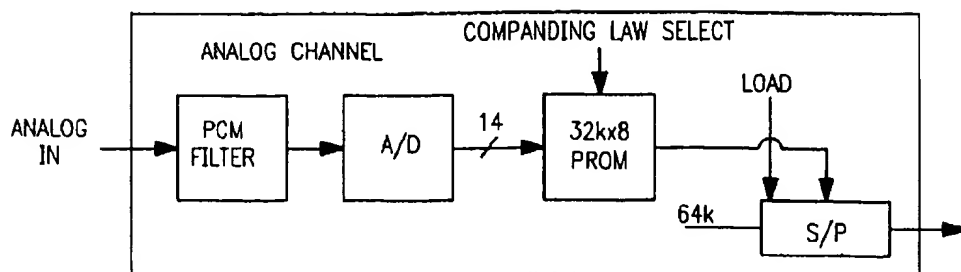 COMPANDING LAW SELECT
ANALOG CHANNEL
LOAD
ANALOG
IN
PCM
FILTER
A/D
14
32kx8
PROM
64k
S/P